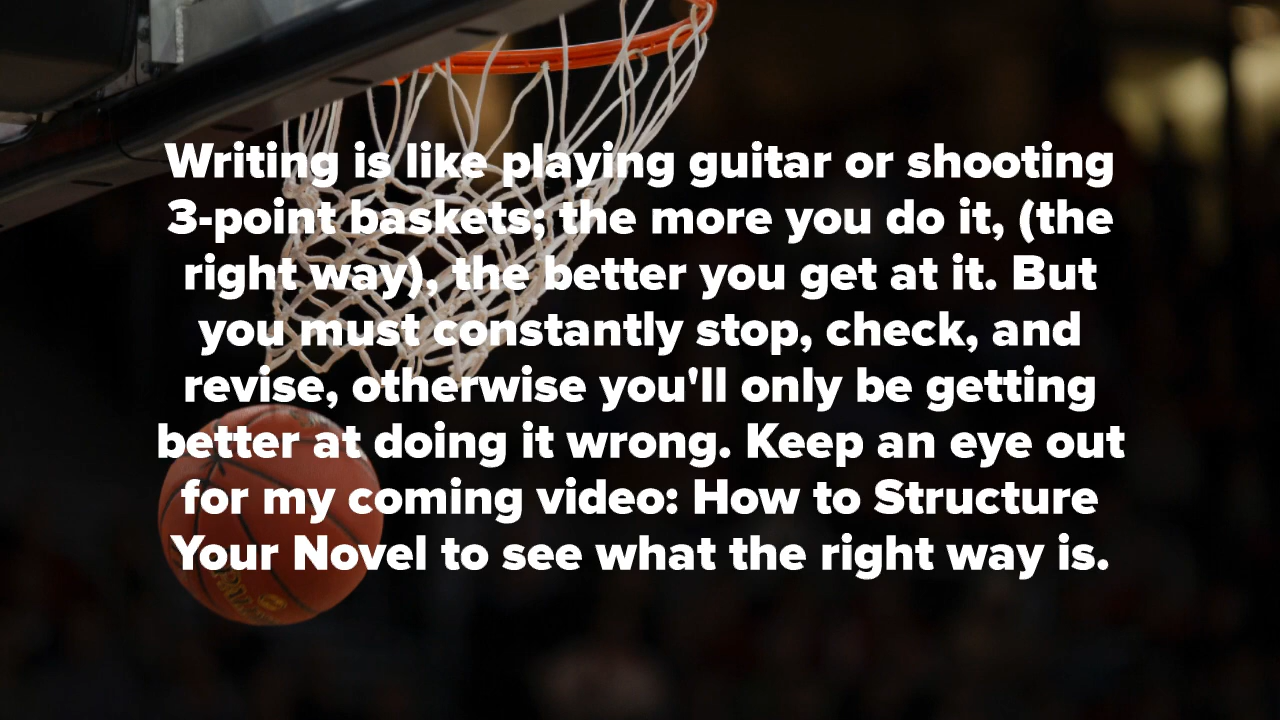 Writing is like playing guitar or shooting
3-point baskets; the more you do it, (the
right way), the better you get at it. But
you must constantly stop, check, and
revise, otherwise you'll only be getting
better at doing it wrong. Keep an eye out
for my coming video: How to Structure
Your Novel to see what the right way is.